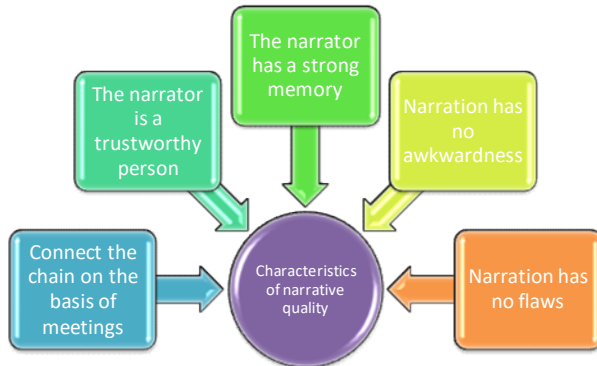 The narrator
has a strong
memory
The narrator
is a
trustworthy
person
Narration has
no
awkwardness
Connect the
chain on the
basis of
meetings
Characteristics
of narrative
quality
Narration has
no flaws